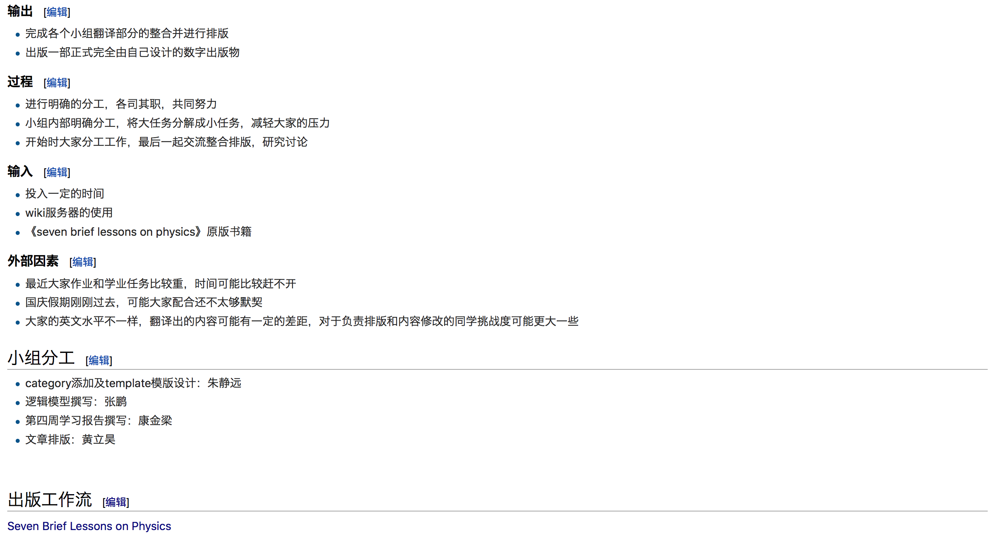 输出 [编辑]
完成各个小组翻译部分的整合并进行排版
出版一部正式完全由自己设计的数字出版物
过程 [编辑]
进行明确的分工，各司其职，共同努力
小组内部明确分工，将大任务分解成小任务，减轻大家的压力
开始时大家分工工作，最后一起交流整合排版，研究讨论
输入 [编辑]
投入一定的时间
wiki服务器的使用
《seven brief lessons on physics》原版书籍
外部因素 [编辑]
最近大家作业和学业任务比较重，时间可能比较赶不开
国庆假期刚刚过去，可能大家配合还不太够默契
大家的英文水平不一样，翻译出的内容可能有一定的差距，对于负责排版和内容修改的同学挑战度可能更大一些
小组分工 [编辑]
category添加及template模版设计：朱静远
逻辑模型撰写：张鹏
第四周学习报告撰写：康金梁
文章排版：黄立昊
出版工作流 [编辑]
Seven Brief Lessons on Physics